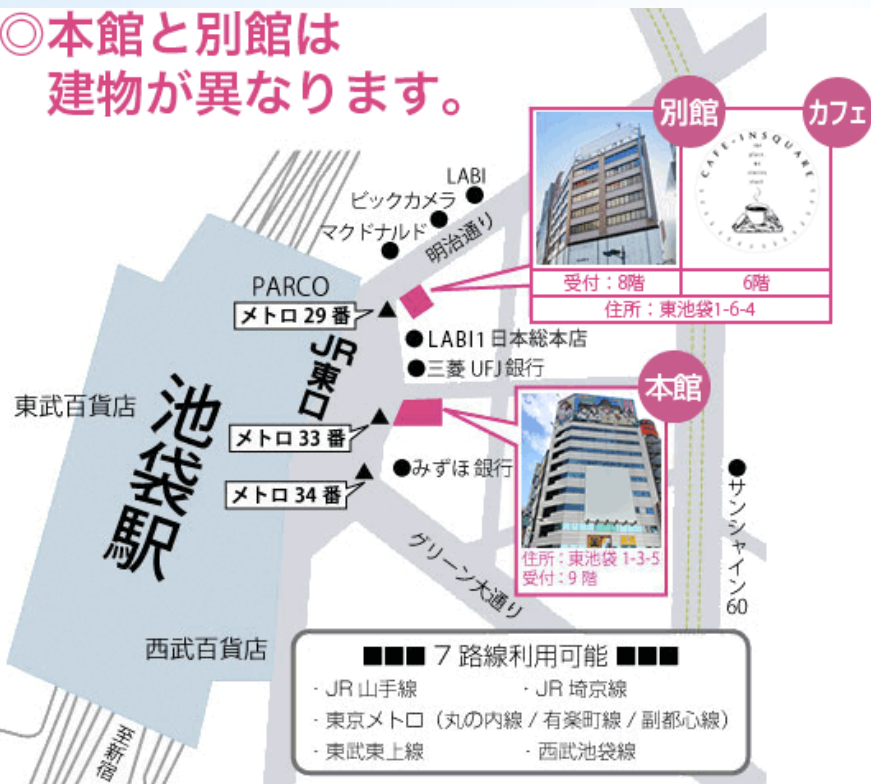 ◎本館と別館は
建物が異なります。
別館
カフェ
CAFE-INSQUARE
LABI
ビックカメラ
マクドナルド
明治通り
受付：8階
6階
住所：東池袋1-6-4
PARCO
メトロ 29 番
JR東口
LABI1 日本総本店
三菱 UFJ 銀行
本館
東武百貨店
池袋駅
メトロ 33 番
みずほ銀行
メトロ 34 番
サンシャイン60
住所：東池袋 1-3-5
受付：9 階
グリーン大通り
西武百貨店
■■■ 7 路線利用可能 ■■■
· JR 山手線
· JR 埼京線
· 東京メトロ（丸の内線 / 有楽町線 / 副都心線）
· 東武東上線
· 西武池袋線
至新宿